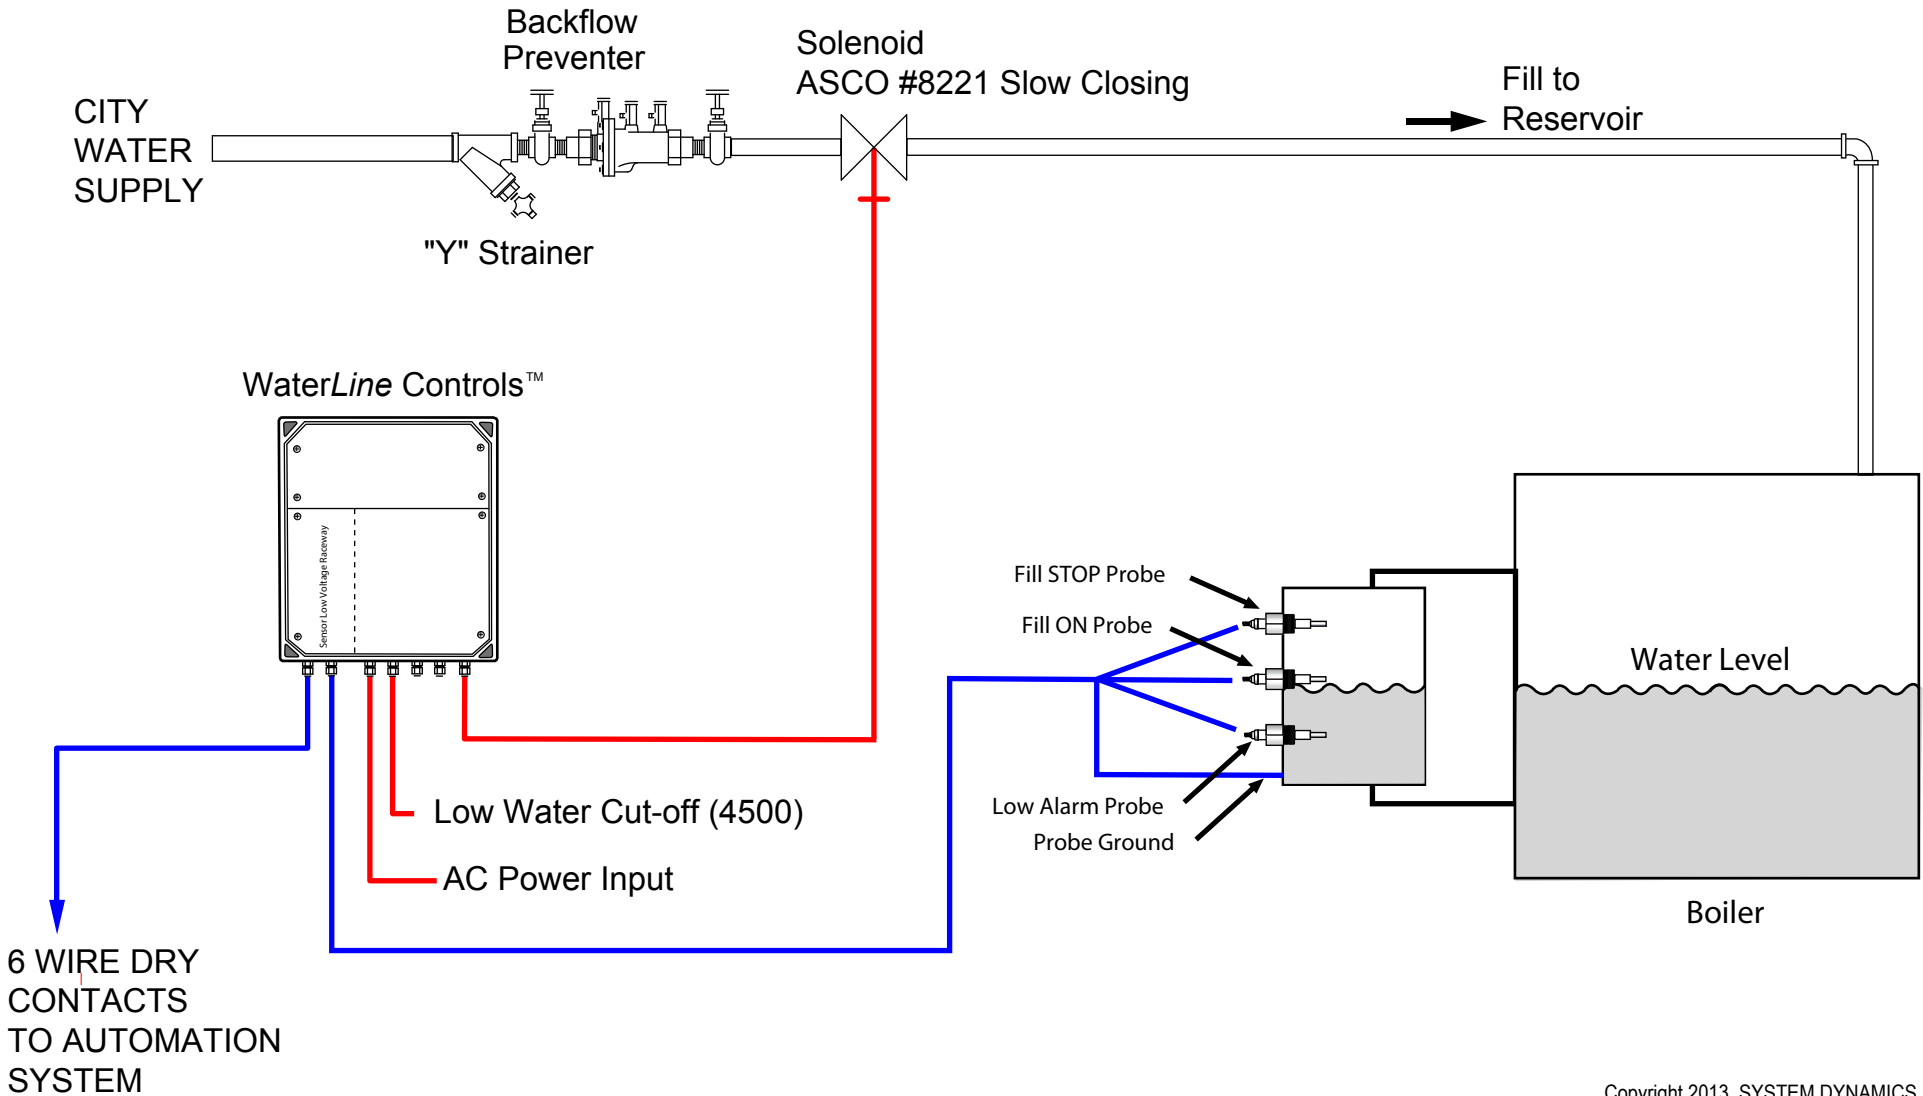 Backflow
Preventer
Solenoid
ASCO #8221 Slow Closing
Fill to
Reservoir
CITY
WATER
SUPPLY
"Y" Strainer
WaterLine Controls™
Sensor Low Voltage Raceway
Fill STOP Probe
Fill ON Probe
Water Level
Low Alarm Probe
Probe Ground
Low Water Cut-off (4500)
AC Power Input
Boiler
6 WIRE DRY
CONTACTS
TO AUTOMATION
SYSTEM
Copyright 2013 SYSTEM DYNAMICS